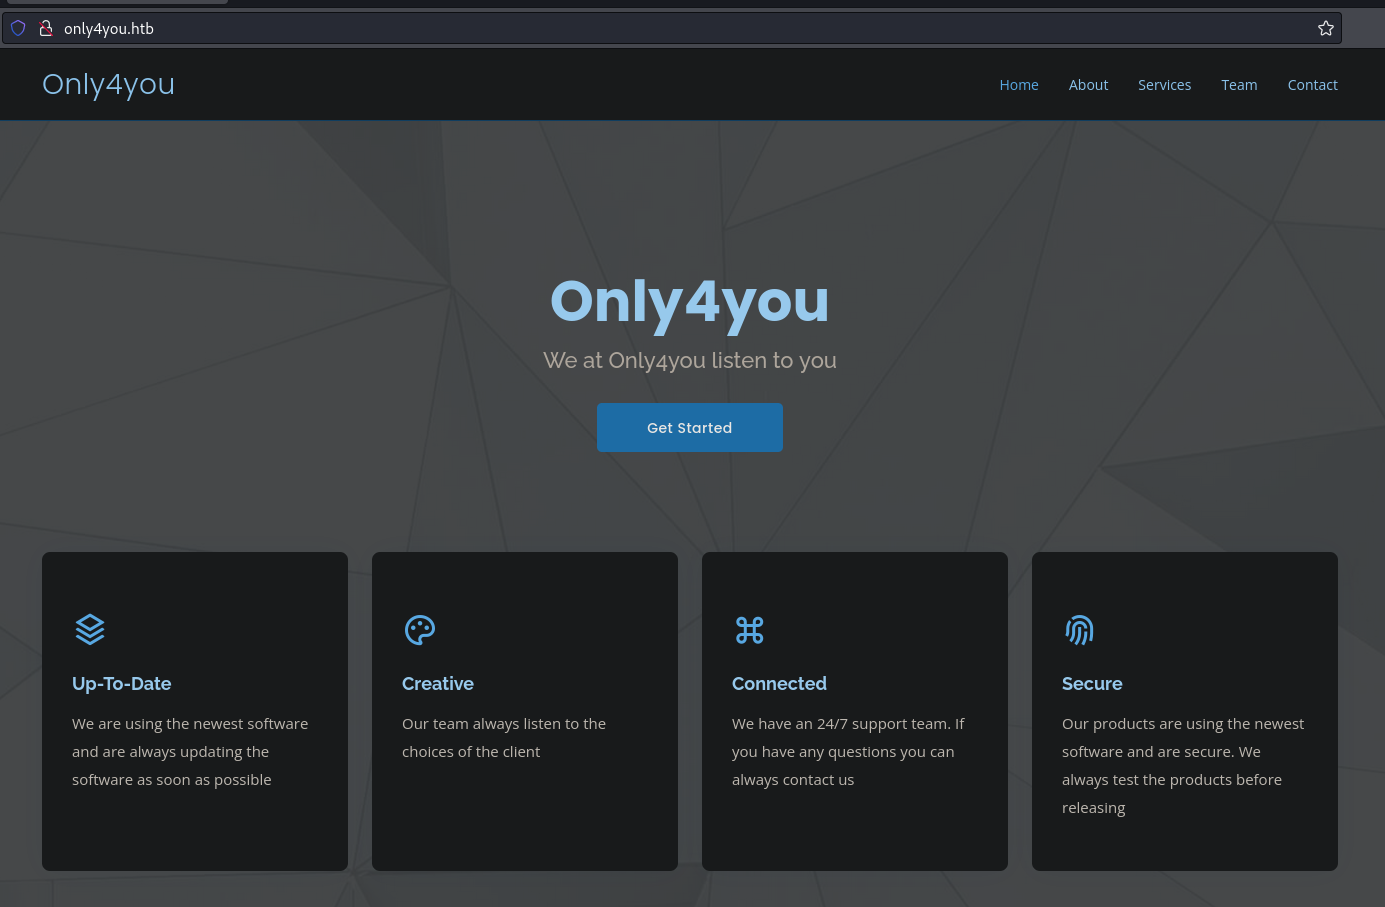 only4you.htb
Only4you
Home About Services Team Contact
Only4you
We at Only4you listen to you
Get Started
Up-To-Date
We are using the newest software
and are always updating the
software as soon as possible
Creative
Our team always listen to the
choices of the client
Connected
We have an 24/7 support team. If
you have any questions you can
always contact us
Secure
Our products are using the newest
software and are secure. We
always test the products before
releasing